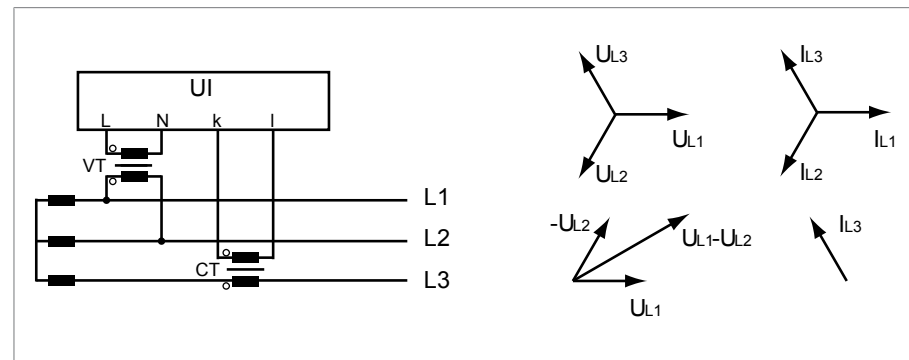 UI
L N k l
VT
L1
L2
CT
L3
UL3
UL1
UL2
IL3
IL1
IL2
-UL2
UL1-UL2
UL1
IL3